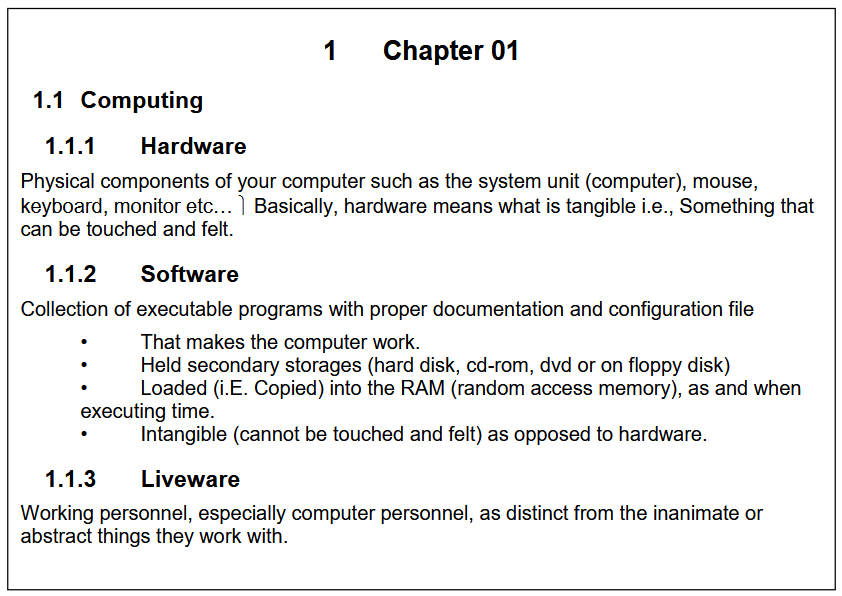 1 Chapter 01
1.1 Computing
1.1.1 Hardware
Physical components of your computer such as the system unit (computer), mouse,
keyboard, monitor etc… ⎫ Basically, hardware means what is tangible i.e., Something that
can be touched and felt.
1.1.2 Software
Collection of executable programs with proper documentation and configuration file
• That makes the computer work.
• Held secondary storages (hard disk, cd-rom, dvd or on floppy disk)
• Loaded (i.E. Copied) into the RAM (random access memory), as and when
executing time.
• Intangible (cannot be touched and felt) as opposed to hardware.
1.1.3 Liveware
Working personnel, especially computer personnel, as distinct from the inanimate or
abstract things they work with.